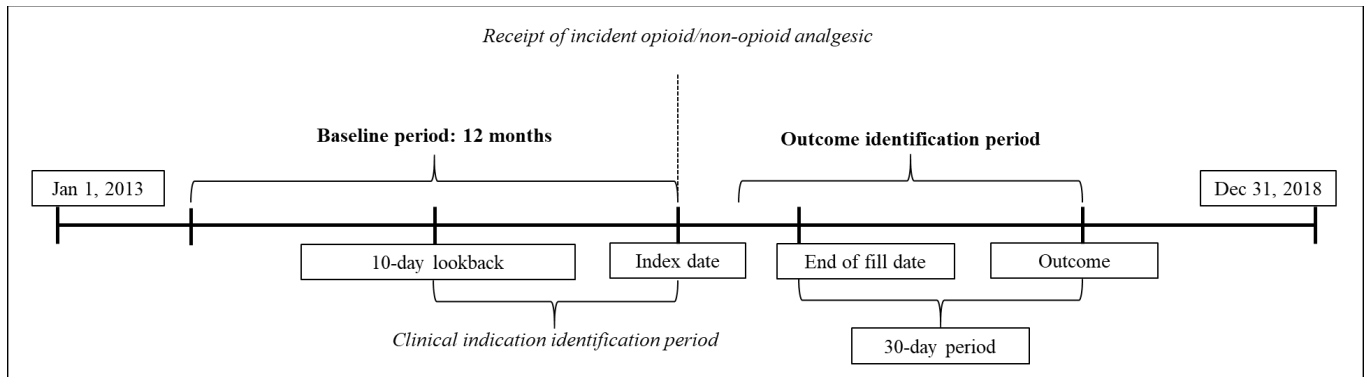 Receipt of incident opioid/non-opioid analgesic
Baseline period: 12 months
Outcome identification period
Jan 1, 2013
Dec 31, 2018
10-day lookback
Index date
End of fill date
Outcome
Clinical indication identification period
30-day period